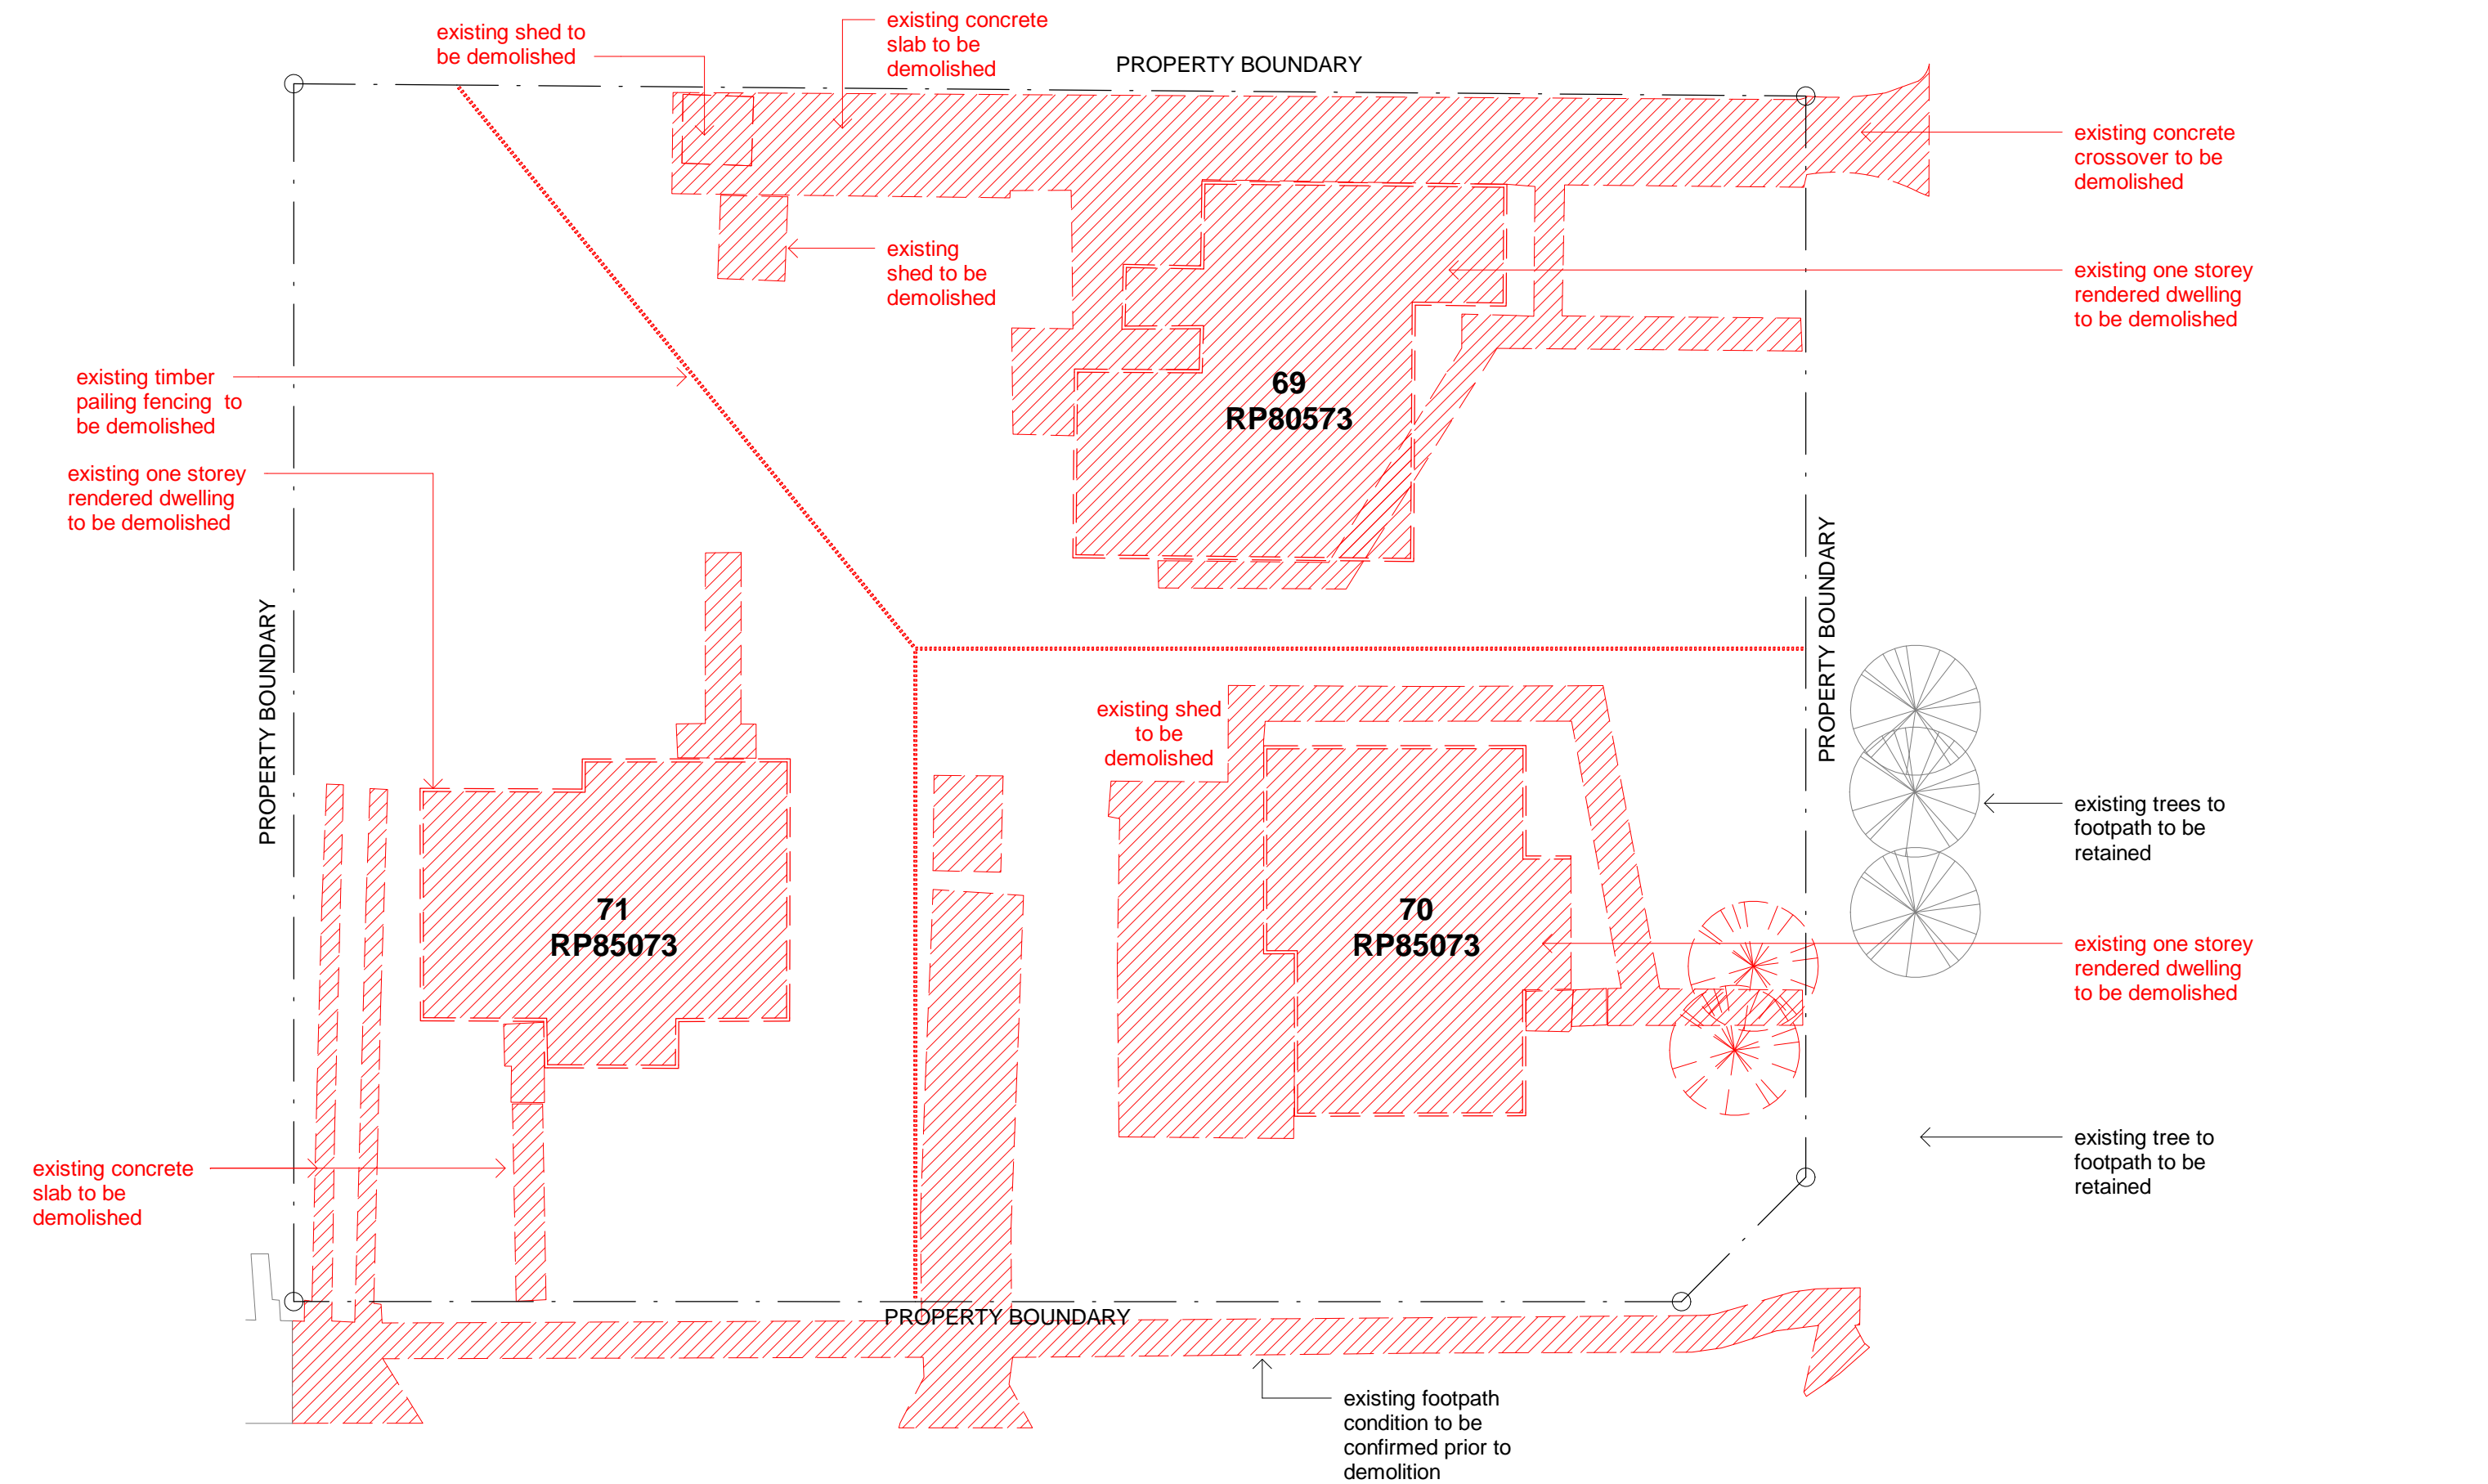 existing shed to
be demolished
existing concrete
slab to be
demolished
PROPERTY BOUNDARY
existing concrete
crossover to be
demolished
existing
shed to be
demolished
existing one storey
rendered dwelling
to be demolished
existing timber
pailing fencing to
be demolished
69
RP80573
existing one storey
rendered dwelling
to be demolished
PROPERTY BOUNDARY
PROPERTY BOUNDARY
existing shed
to be
demolished
existing trees to
footpath to be
retained
71
RP85073
70
RP85073
existing one storey
rendered dwelling
to be demolished
existing tree to
footpath to be
retained
existing concrete
slab to be
demolished
PROPERTY BOUNDARY
existing footpath
condition to be
confirmed prior to
demolition